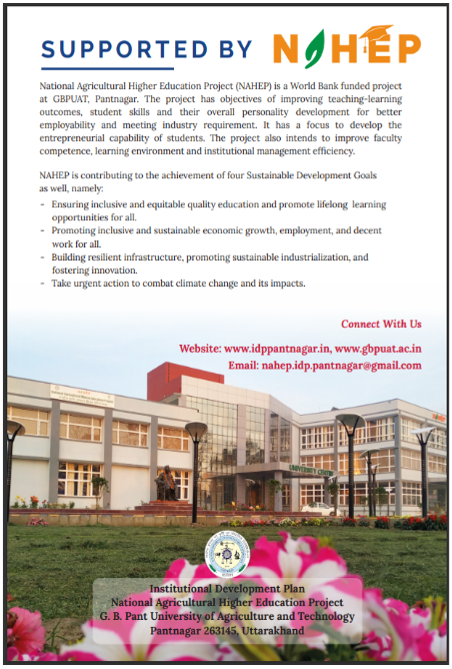 SUPPORTED BY NAHEP
National Agricultural Higher Education Project (NAHEP) is a World Bank funded project
at GBPUAT, Pantnagar. The project has objectives of improving teaching-learning
outcomes, student skills and their overall personality development for better
employability and meeting industry requirement. It has a focus to develop the
entrepreneurial capability of students. The project also intends to improve faculty
competence, learning environment and institutional management efficiency.
NAHEP is contributing to the achievement of four Sustainable Development Goals
as well, namely:
- Ensuring inclusive and equitable quality education and promote lifelong learning
opportunities for all.
- Promoting inclusive and sustainable economic growth, employment, and decent
work for all.
- Building resilient infrastructure, promoting sustainable industrialization, and
fostering innovation.
- Take urgent action to combat climate change and its impacts.
Connect With Us
Website: www.idppantnagar.in, www.gbpuat.ac.in
Email: nahep.idp.pantnagar@gmail.com
NAHEP
UNIVERSITY CENTRE
Institutional Development Plan
National Agricultural Higher Education Project
G. B. Pant University of Agriculture and Technology
Pantnagar 263145, Uttarakhand